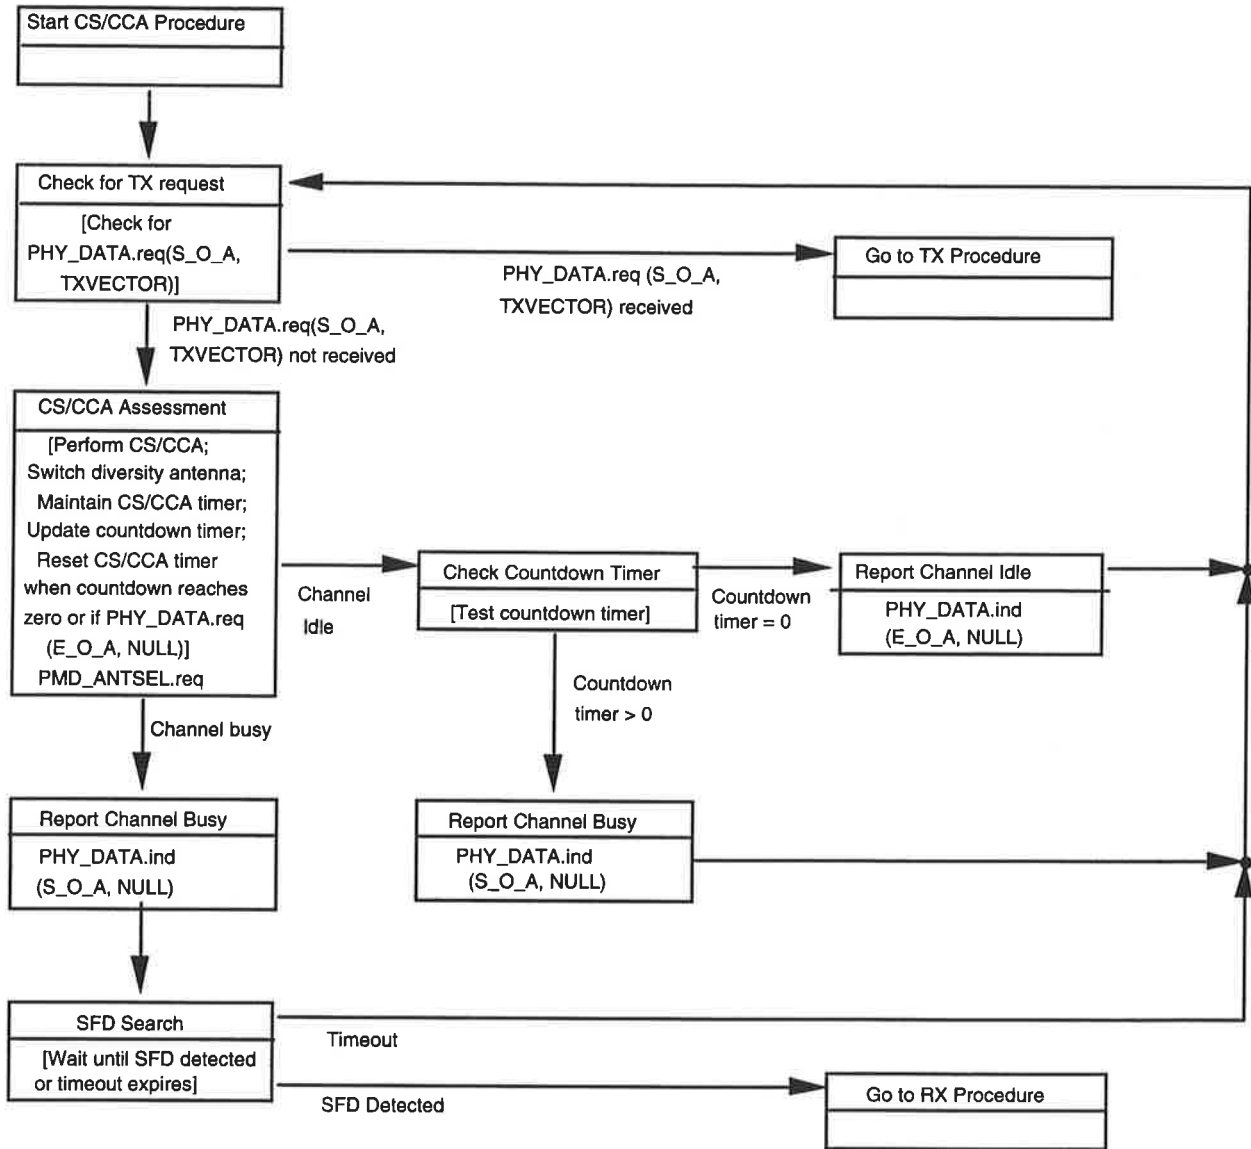 Start CS/CCA Procedure
Check for TX request
[Check for
PHY_DATA.req(S_O_A,
TXVECTOR)]
PHY_DATA.req (S_O_A,
TXVECTOR) received
Go to TX Procedure
PHY_DATA.req(S_O_A,
TXVECTOR) not received
CS/CCA Assessment
[Perform CS/CCA;
Switch diversity antenna;
Maintain CS/CCA timer;
Update countdown timer;
Reset CS/CCA timer
when countdown reaches
zero or if PHY_DATA.req
(E_O_A, NULL)]
PMD_ANTSEL.req
Channel
Idle
Check Countdown Timer
[Test countdown timer]
Countdown
timer = 0
Report Channel Idle
PHY_DATA.ind
(E_O_A, NULL)
Countdown
timer > 0
Channel busy
Report Channel Busy
PHY_DATA.ind
(S_O_A, NULL)
Report Channel Busy
PHY_DATA.ind
(S_O_A, NULL)
SFD Search
[Wait until SFD detected
or timeout expires]
Timeout
SFD Detected
Go to RX Procedure